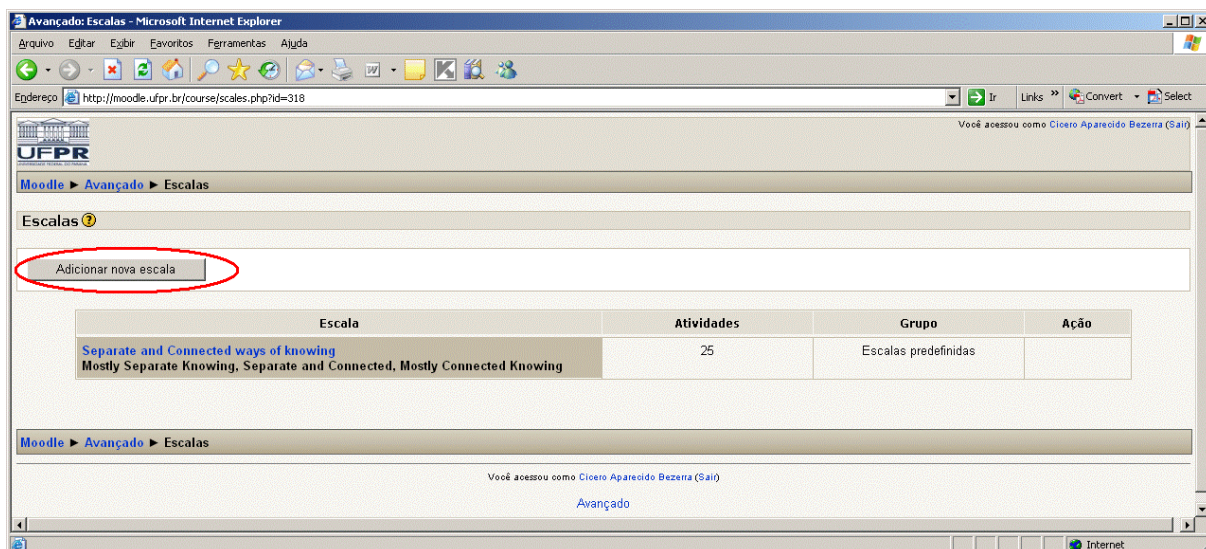 Avançado: Escalas - Microsoft Internet Explorer
Arquivo Editar Exibir Favoritos Ferramentas Ajuda
Endereço http://moodle.ufpr.br/course/scales.php?id=318 Ir Links » Convert Select
UFPR
Você acessou como Cicero Aparecido Bezerra (Sair)
Moodle ► Avançado ► Escalas
Escalas ?
Adicionar nova escala
Escala Atividades Grupo Ação
Separate and Connected ways of knowing 25 Escalas predefinidas
Mostly Separate Knowing, Separate and Connected, Mostly Connected Knowing
Moodle ► Avançado ► Escalas
Você acessou como Cicero Aparecido Bezerra (Sair)
Avançado
Internet